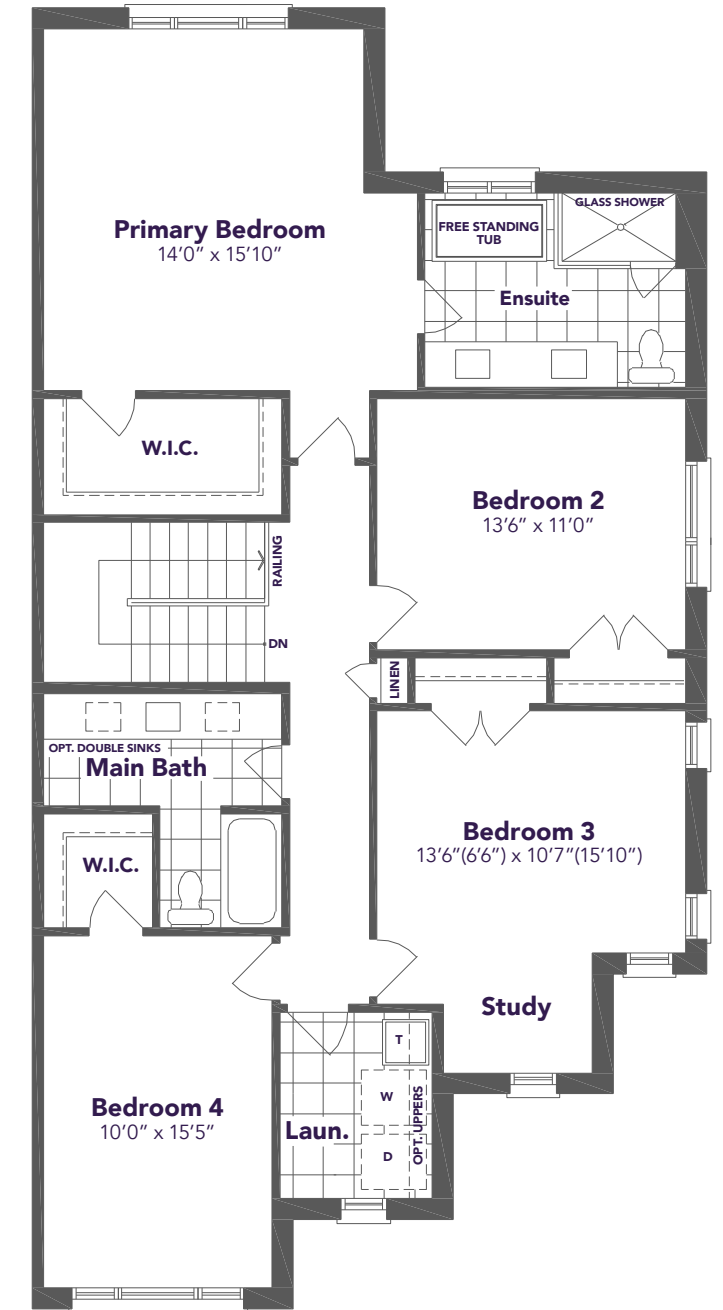 GLASS SHOWER
FREE STANDING
TUB
Primary Bedroom
14'0" x 15'10"
Ensuite
W.I.C.
Bedroom 2
13'6" x 11'0"
RAILING
DN
LINEN
OPT. DOUBLE SINKS
Main Bath
Bedroom 3
13'6"(6'6") x 10'7"(15'10")
W.I.C.
Study
T
W
Bedroom 4
10'0" x 15'5"
Laun.
OPT. UPPERS
D